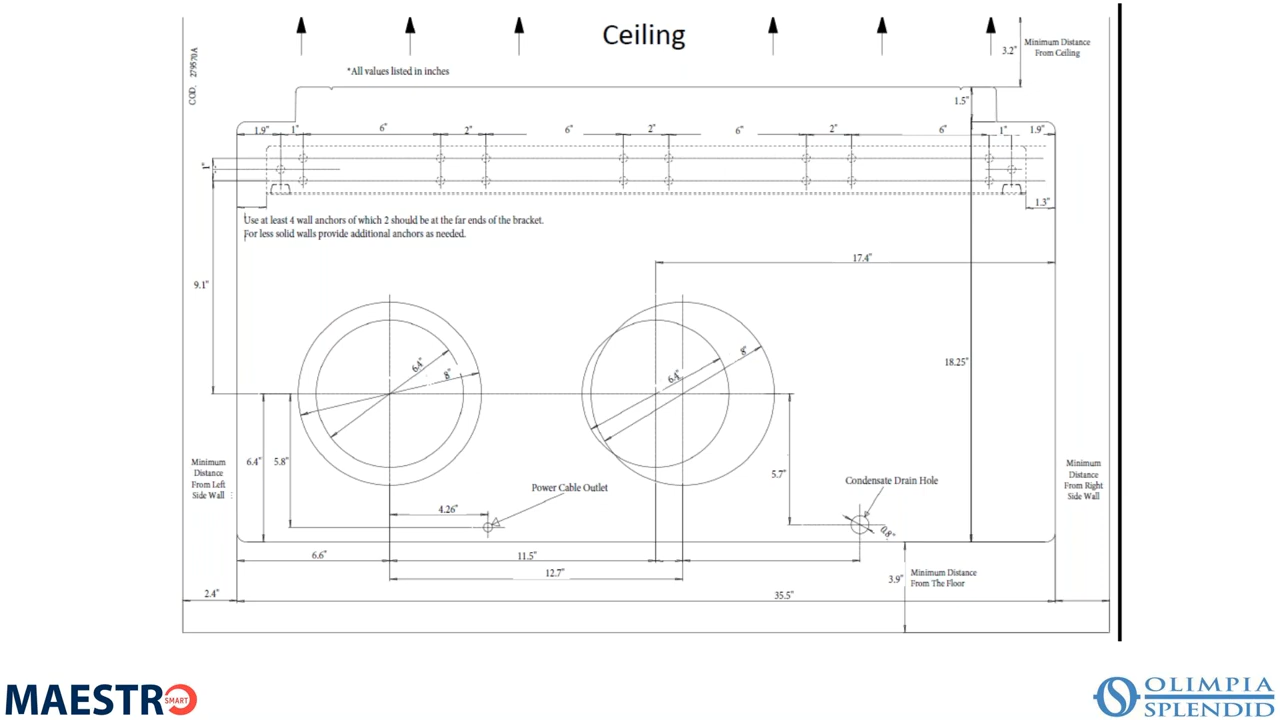 Ceiling
COD. 279570A
*All values listed in inches
Minimum Distance
From Ceiling
3.2"
1.5"
1.9"
1"
6"
2"
6"
2"
6"
2"
6"
1"
1.9"
1"
1.3"
Use at least 4 wall anchors of which 2 should be at the far ends of the bracket.
For less solid walls provide additional anchors as needed.
17.4"
9.1"
6.4"
8"
6.4"
8"
18.25"
Minimum
Distance
From Left
Side Wall
6.4"
5.8"
5.7"
Power Cable Outlet
Condensate Drain Hole
Minimum
Distance
From Right
Side Wall
4.26"
0.8"
6.6"
11.5"
12.7"
3.9"
Minimum Distance
From The Floor
2.4"
35.5"
MAESTRO SMART
OLIMPIA
SPLENDID